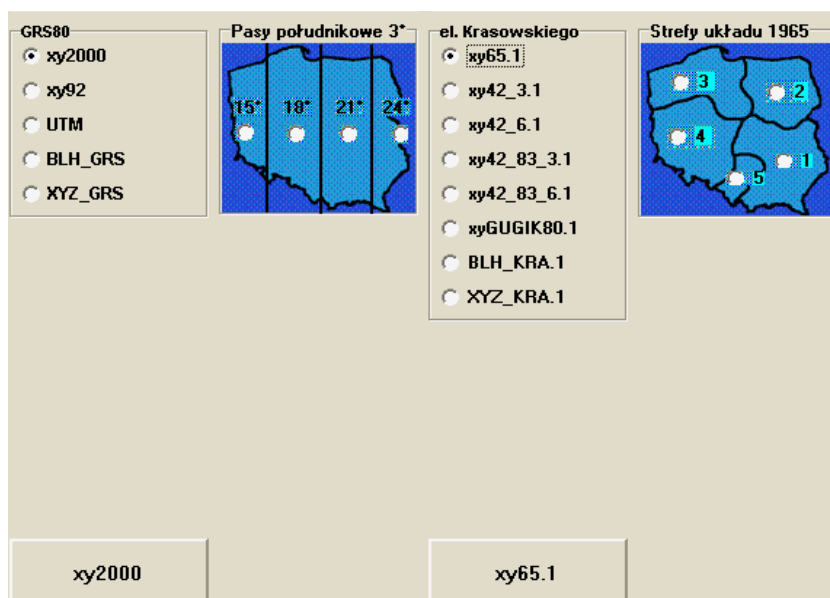 GRS80
xy2000
xy92
UTM
BLH_GRS
XYZ_GRS
Pasy południkowe 3°
15° 18° 21° 24°
el. Krasowskiego
xy65.1
xy42_3.1
xy42_6.1
xy42_83_3.1
xy42_83_6.1
xyGUGIK80.1
BLH_KRA.1
XYZ_KRA.1
Strefy układu 1965
3
2
4
1
5
xy2000
xy65.1